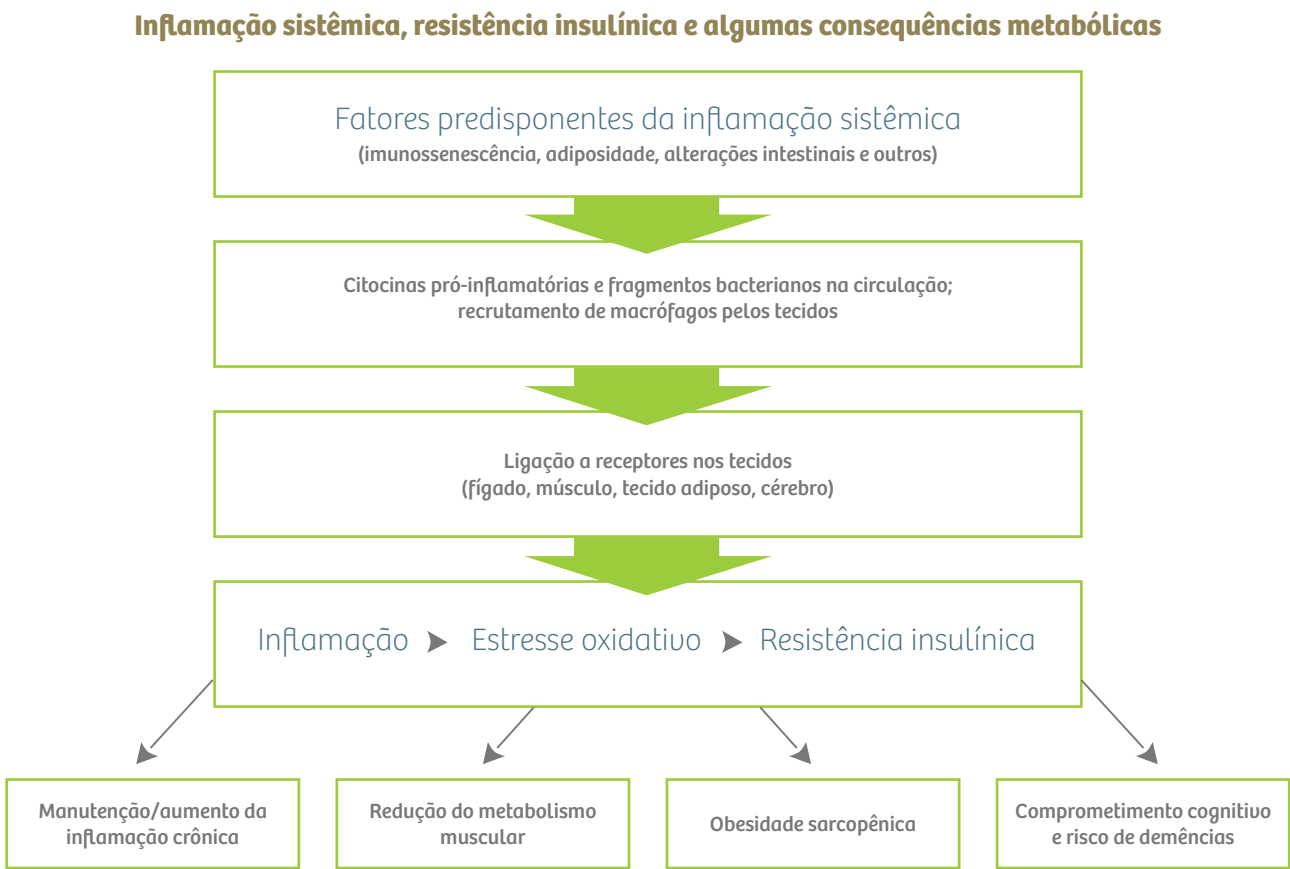 Inflamação sistêmica, resistência insulínica e algumas consequências metabólicas
Fatores predisponentes da inflamação sistêmica
(imunossenescência, adiposidade, alterações intestinais e outros)
Citocinas pró-inflamatórias e fragmentos bacterianos na circulação;
recrutamento de macrófagos pelos tecidos
Ligação a receptores nos tecidos
(fígado, músculo, tecido adiposo, cérebro)
Inflamação ➤ Estresse oxidativo ➤ Resistência insulínica
Manutenção/aumento da
inflamação crônica
Redução do metabolismo
muscular
Obesidade sarcopênica
Comprometimento cognitivo
e risco de demências